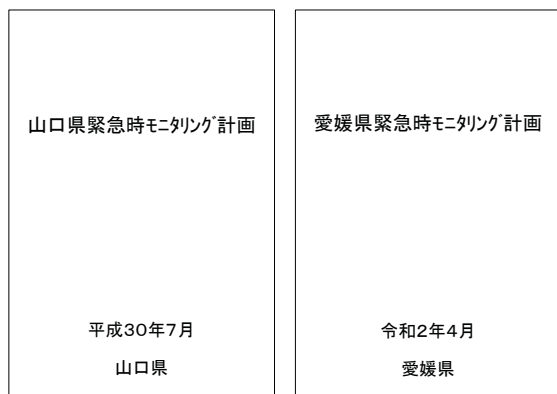 山口県緊急時ﾓﾆﾀﾘﾝｸﾞ計画
平成30年7月
山口県
愛媛県緊急時ﾓﾆﾀﾘﾝｸﾞ計画
令和2年4月
愛媛県